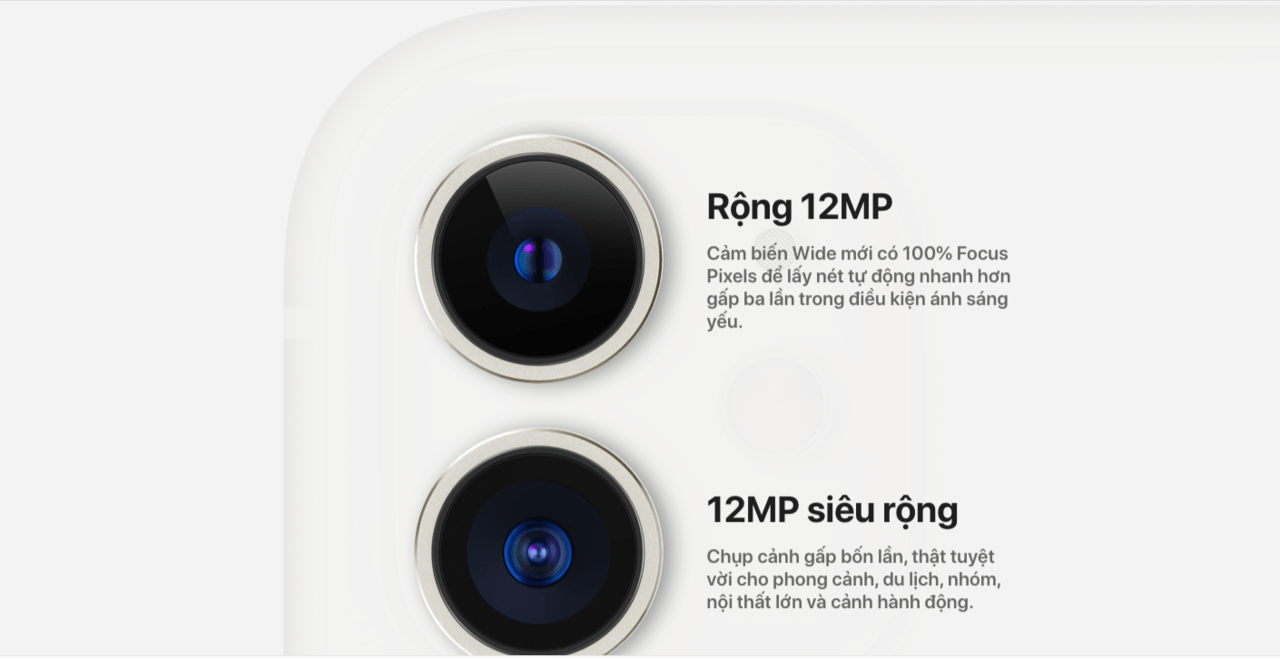 Rộng 12MP
Cảm biến Wide mới có 100% Focus
Pixels để lấy nét tự động nhanh hơn
gấp ba lần trong điều kiện ánh sáng
yếu.
12MP siêu rộng
Chụp cảnh gấp bốn lần, thật tuyệt
vời cho phong cảnh, du lịch, nhóm,
nội thất lớn và cảnh hành động.